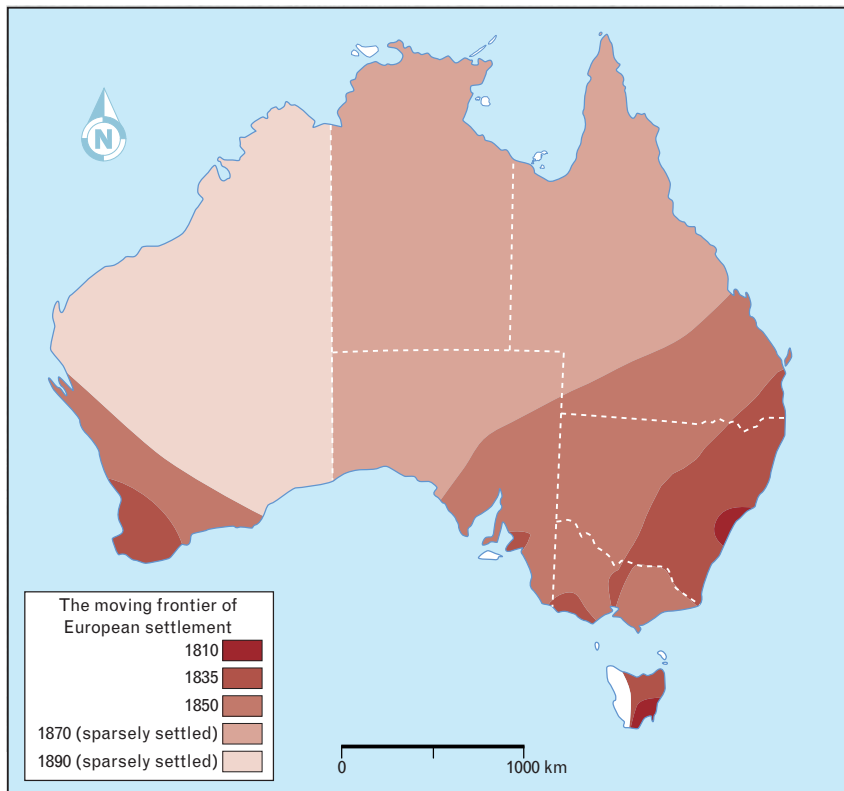 N
The moving frontier of
European settlement
1810
1835
1850
1870 (sparsely settled)
1890 (sparsely settled)
0 1000 km